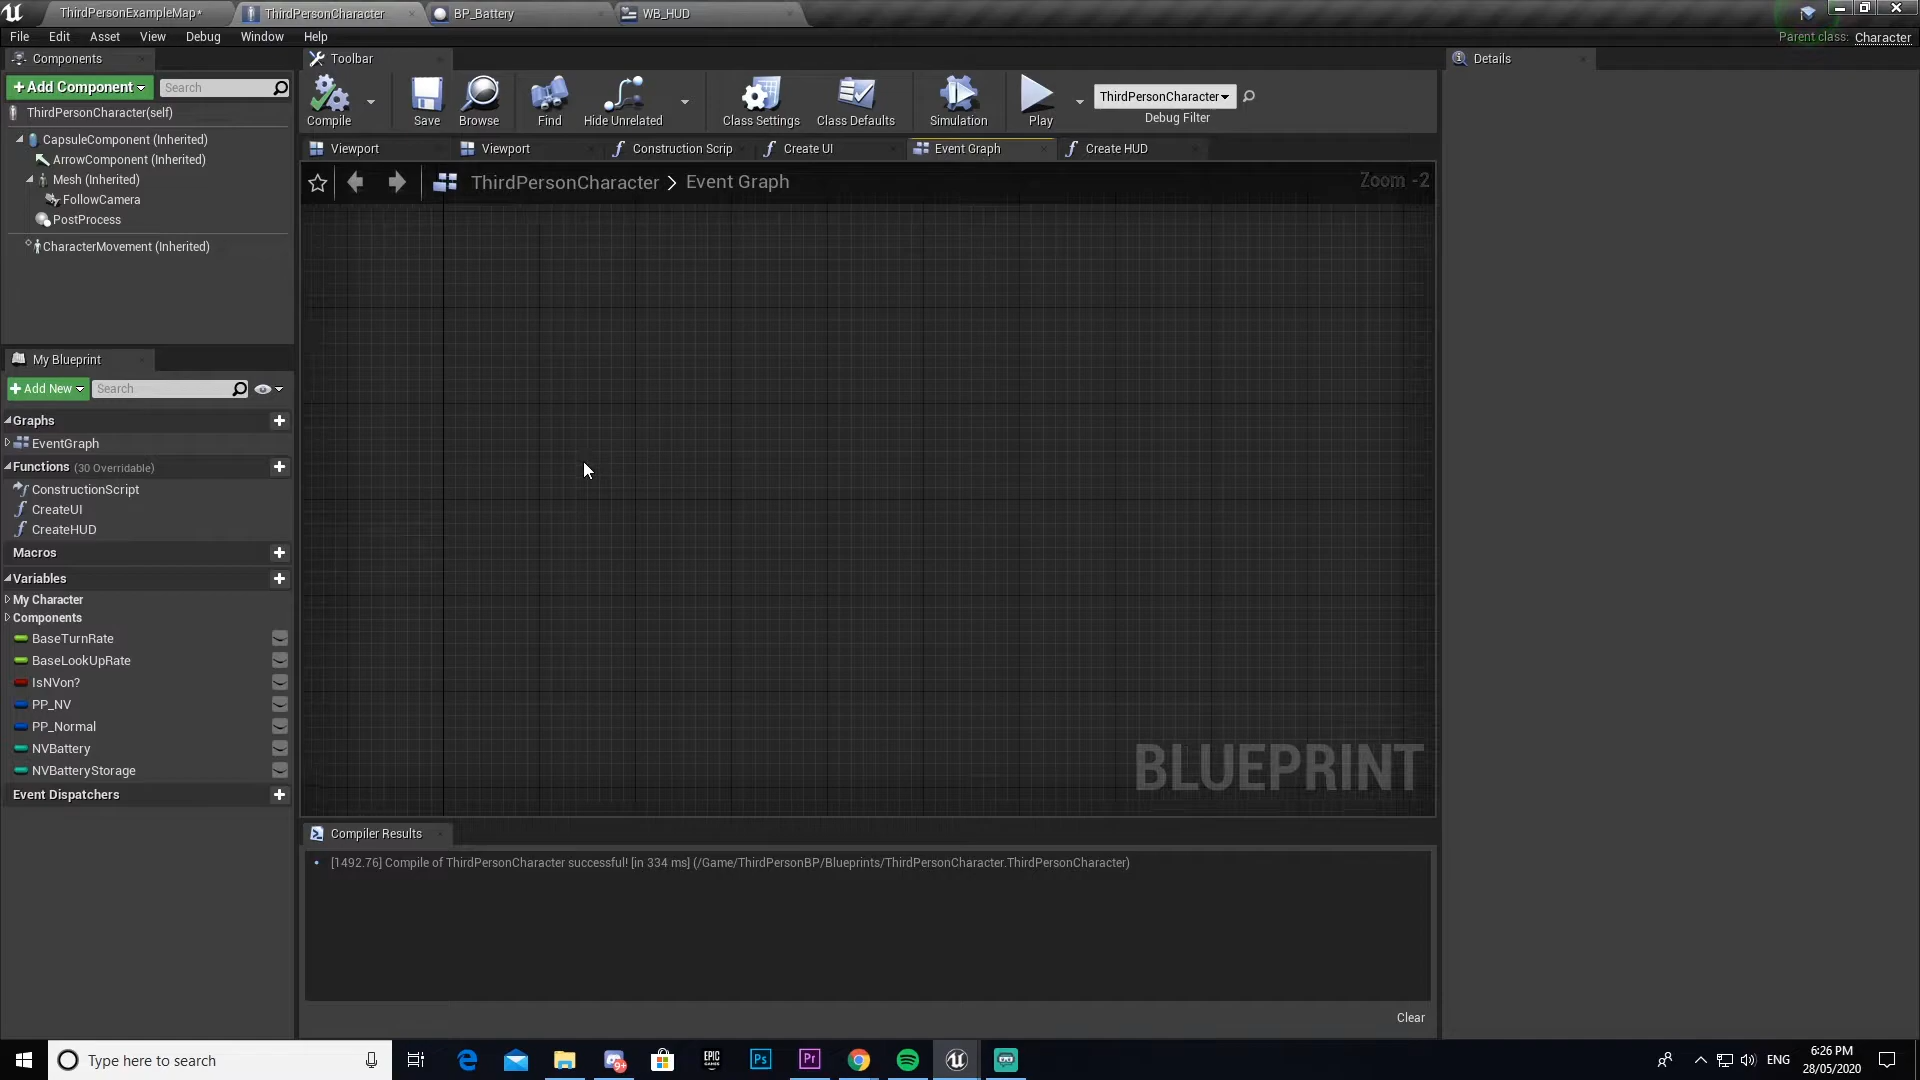 ThirdPersonExampleMap*
ThirdPersonCharacter
BP_Battery
WB_HUD
File Edit Asset View Debug Window Help
Parent class: Character
Components
Toolbar
Details
+Add Component
Search
ThirdPersonCharacter(self)
CapsuleComponent (Inherited)
ArrowComponent (Inherited)
Mesh (Inherited)
FollowCamera
PostProcess
CharacterMovement (Inherited)
Compile
Save
Browse
Find
Hide Unrelated
Class Settings
Class Defaults
Simulation
Play
ThirdPersonCharacter
Debug Filter
Viewport
Viewport
Construction Scrip
Create UI
Event Graph
Create HUD
ThirdPersonCharacter > Event Graph
Zoom -2
My Blueprint
+Add New
Search
Graphs
EventGraph
Functions (30 Overridable)
ConstructionScript
CreateUI
CreateHUD
Macros
Variables
My Character
Components
BaseTurnRate
BaseLookUpRate
IsNVon?
PP_NV
PP_Normal
NVBattery
NVBatteryStorage
Event Dispatchers
BLUEPRINT
Compiler Results
[1492.76] Compile of ThirdPersonCharacter successful! [in 334 ms] (/Game/ThirdPersonBP/Blueprints/ThirdPersonCharacter.ThirdPersonCharacter)
Clear
Type here to search
9+
EPIC
GAMES
Ps
Pr
ENG
6:26 PM
28/05/2020